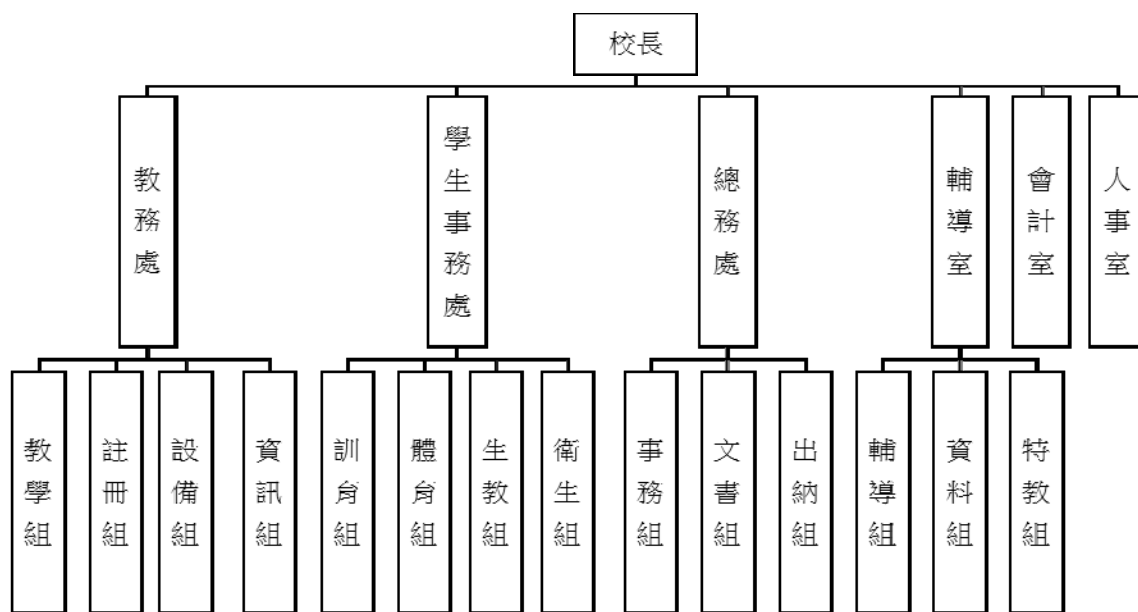 校長
教務處
學生事務處
總務處
輔導室
會計室
人事室
教學組
註冊組
設備組
資訊組
訓育組
體育組
生教組
衛生組
事務組
文書組
出納組
輔導組
資料組
特教組